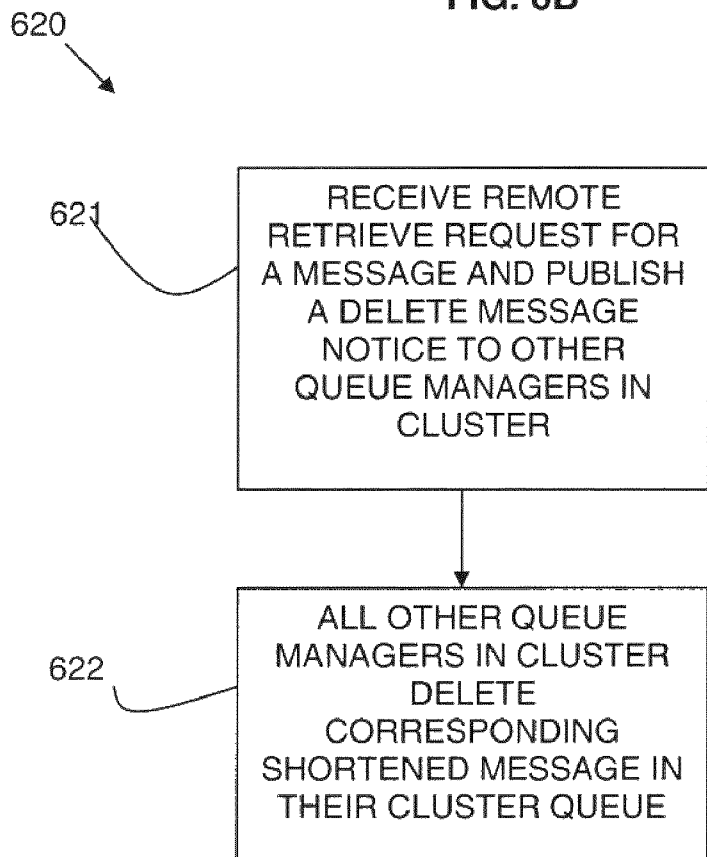 620
621
RECEIVE REMOTE
RETRIEVE REQUEST FOR
A MESSAGE AND PUBLISH
A DELETE MESSAGE
NOTICE TO OTHER
QUEUE MANAGERS IN
CLUSTER
622
ALL OTHER QUEUE
MANAGERS IN CLUSTER
DELETE
CORRESPONDING
SHORTENED MESSAGE IN
THEIR CLUSTER QUEUE